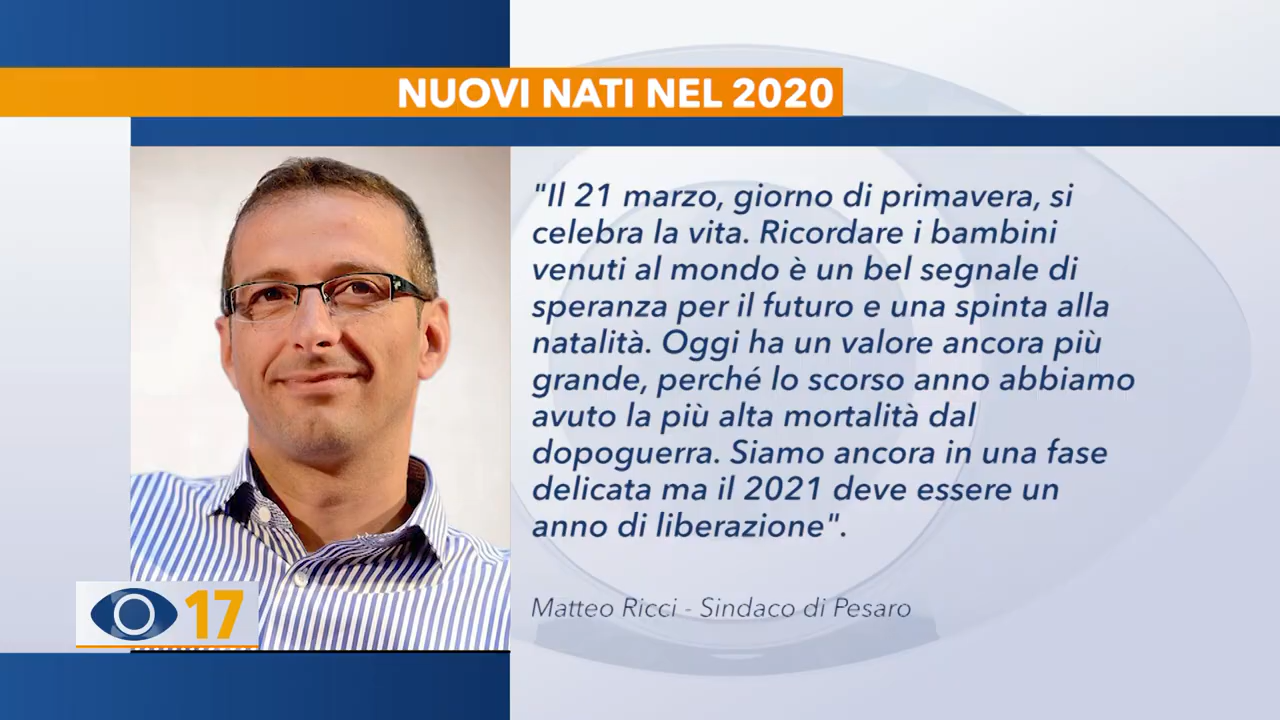 NUOVI NATI NEL 2020
"Il 21 marzo, giorno di primavera, si
celebra la vita. Ricordare i bambini
venuti al mondo è un bel segnale di
speranza per il futuro e una spinta alla
natalità. Oggi ha un valore ancora più
grande, perché lo scorso anno abbiamo
avuto la più alta mortalità dal
dopoguerra. Siamo ancora in una fase
delicata ma il 2021 deve essere un
anno di liberazione".
Matteo Ricci - Sindaco di Pesaro
17